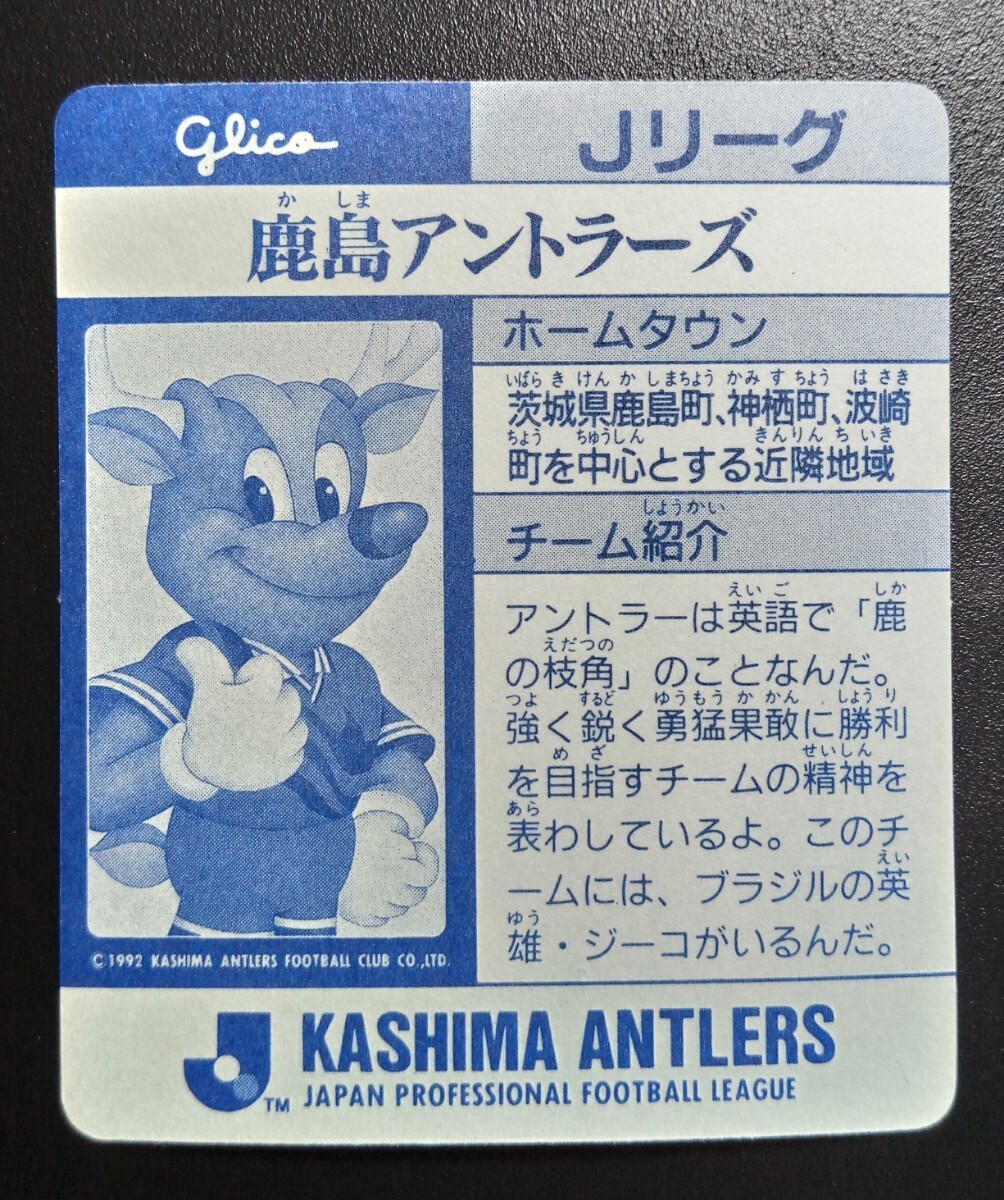 Glico
Jリーグ
か しま
鹿島アントラーズ
ホームタウン
いばら き けん か しまちょう かみ す ちょう は さき
茨城県鹿島町、神栖町、波崎
ちょう ちゅうしん きんりん ち いき
町を中心とする近隣地域
しょうかい
チーム紹介
えい ご しか
アントラーは英語で「鹿
えだつの
の枝角」のことなんだ。
つよ するど ゆうもう か かん しょう り
強く鋭く勇猛果敢に勝利
め ざ せいしん
を目指すチームの精神を
あら
表わしているよ。このチ
えい
ームには、ブラジルの英
ゆう
雄・ジーコがいるんだ。
©1992 KASHIMA ANTLERS FOOTBALL CLUB CO.,LTD.
KASHIMA ANTLERS
TM JAPAN PROFESSIONAL FOOTBALL LEAGUE